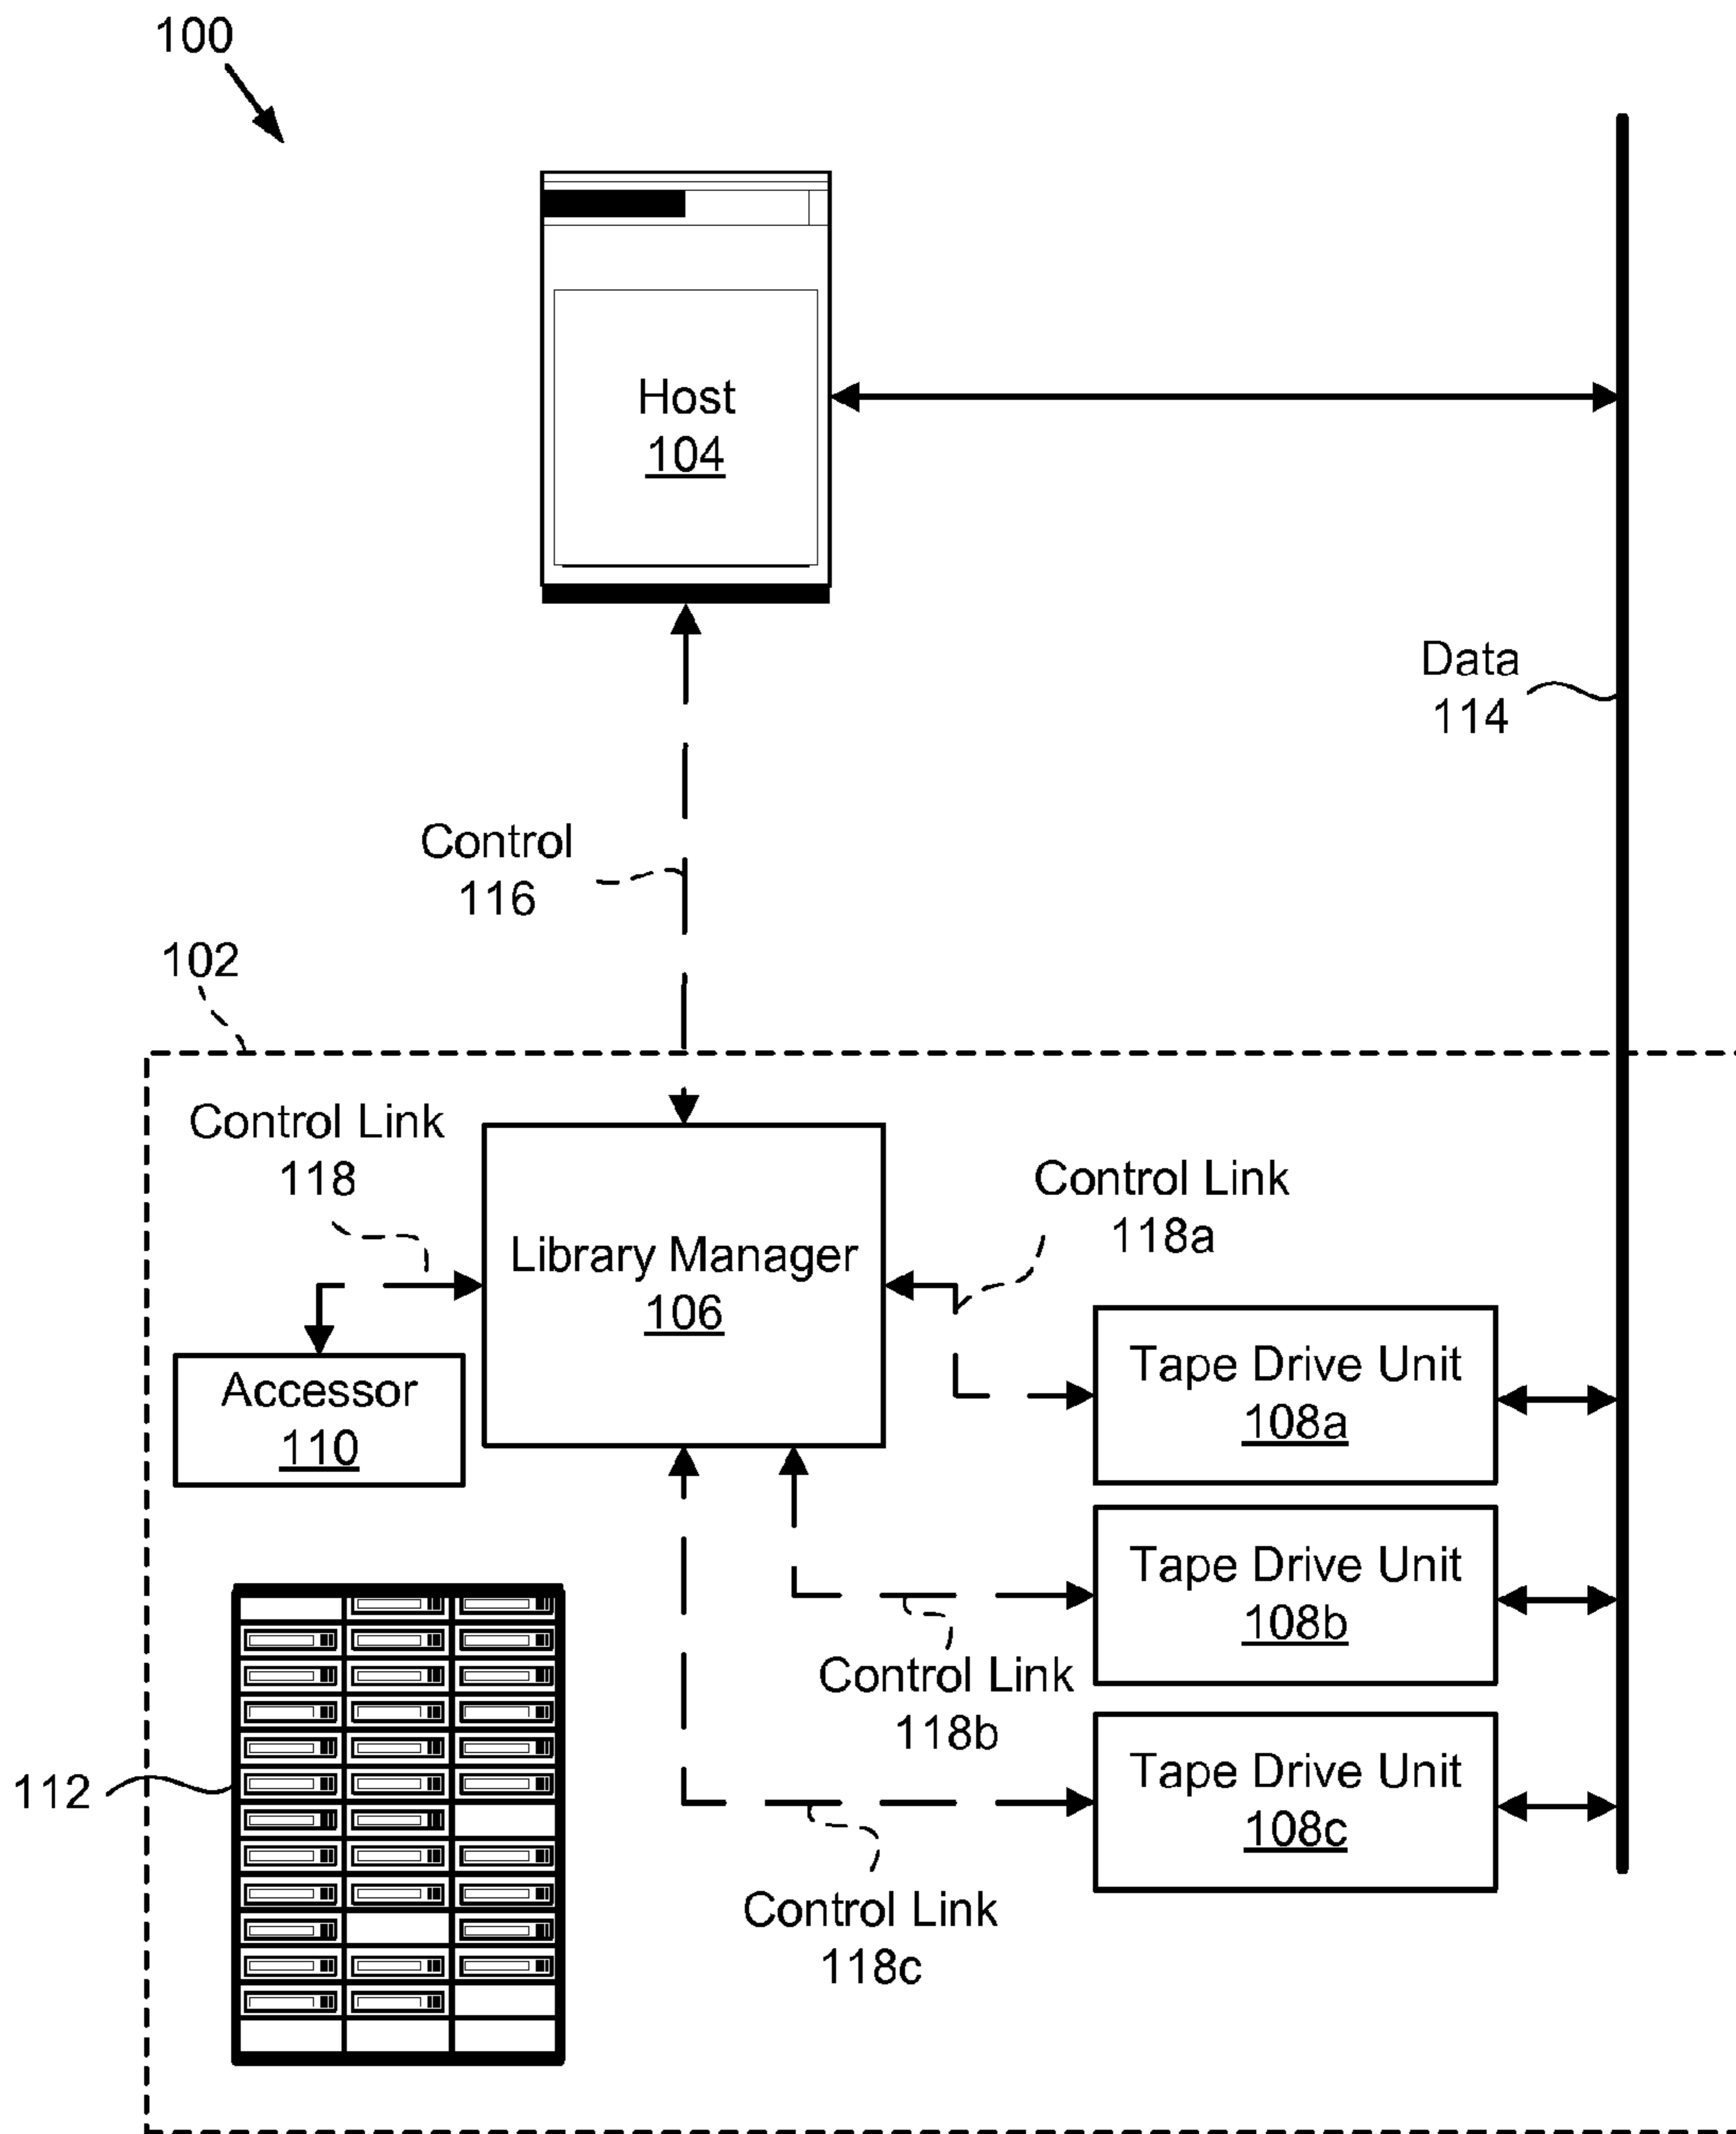 100
Host
104
Data
114
Control
116
102
Control Link
118
Control Link
118a
Library Manager
106
Tape Drive Unit
108a
Accessor
110
Tape Drive Unit
108b
Control Link
118b
Tape Drive Unit
108c
112
Control Link
118c